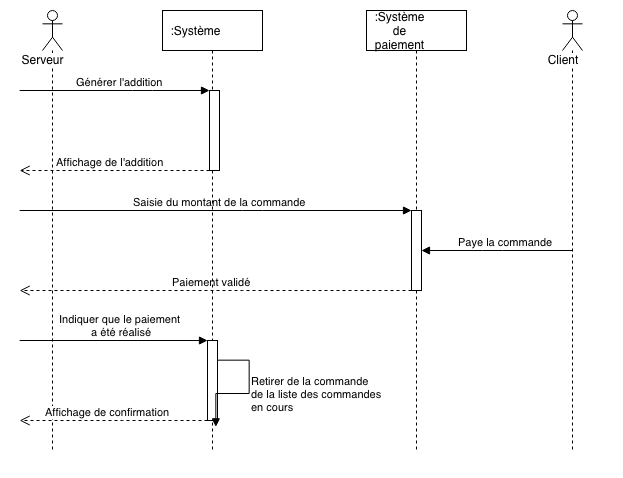 :Système
:Système
de
paiement
Serveur
Client
Générer l'addition
Affichage de l'addition
Saisie du montant de la commande
Paye la commande
Paiement validé
Indiquer que le paiement
a été réalisé
Retirer de la commande
de la liste des commandes
en cours
Affichage de confirmation